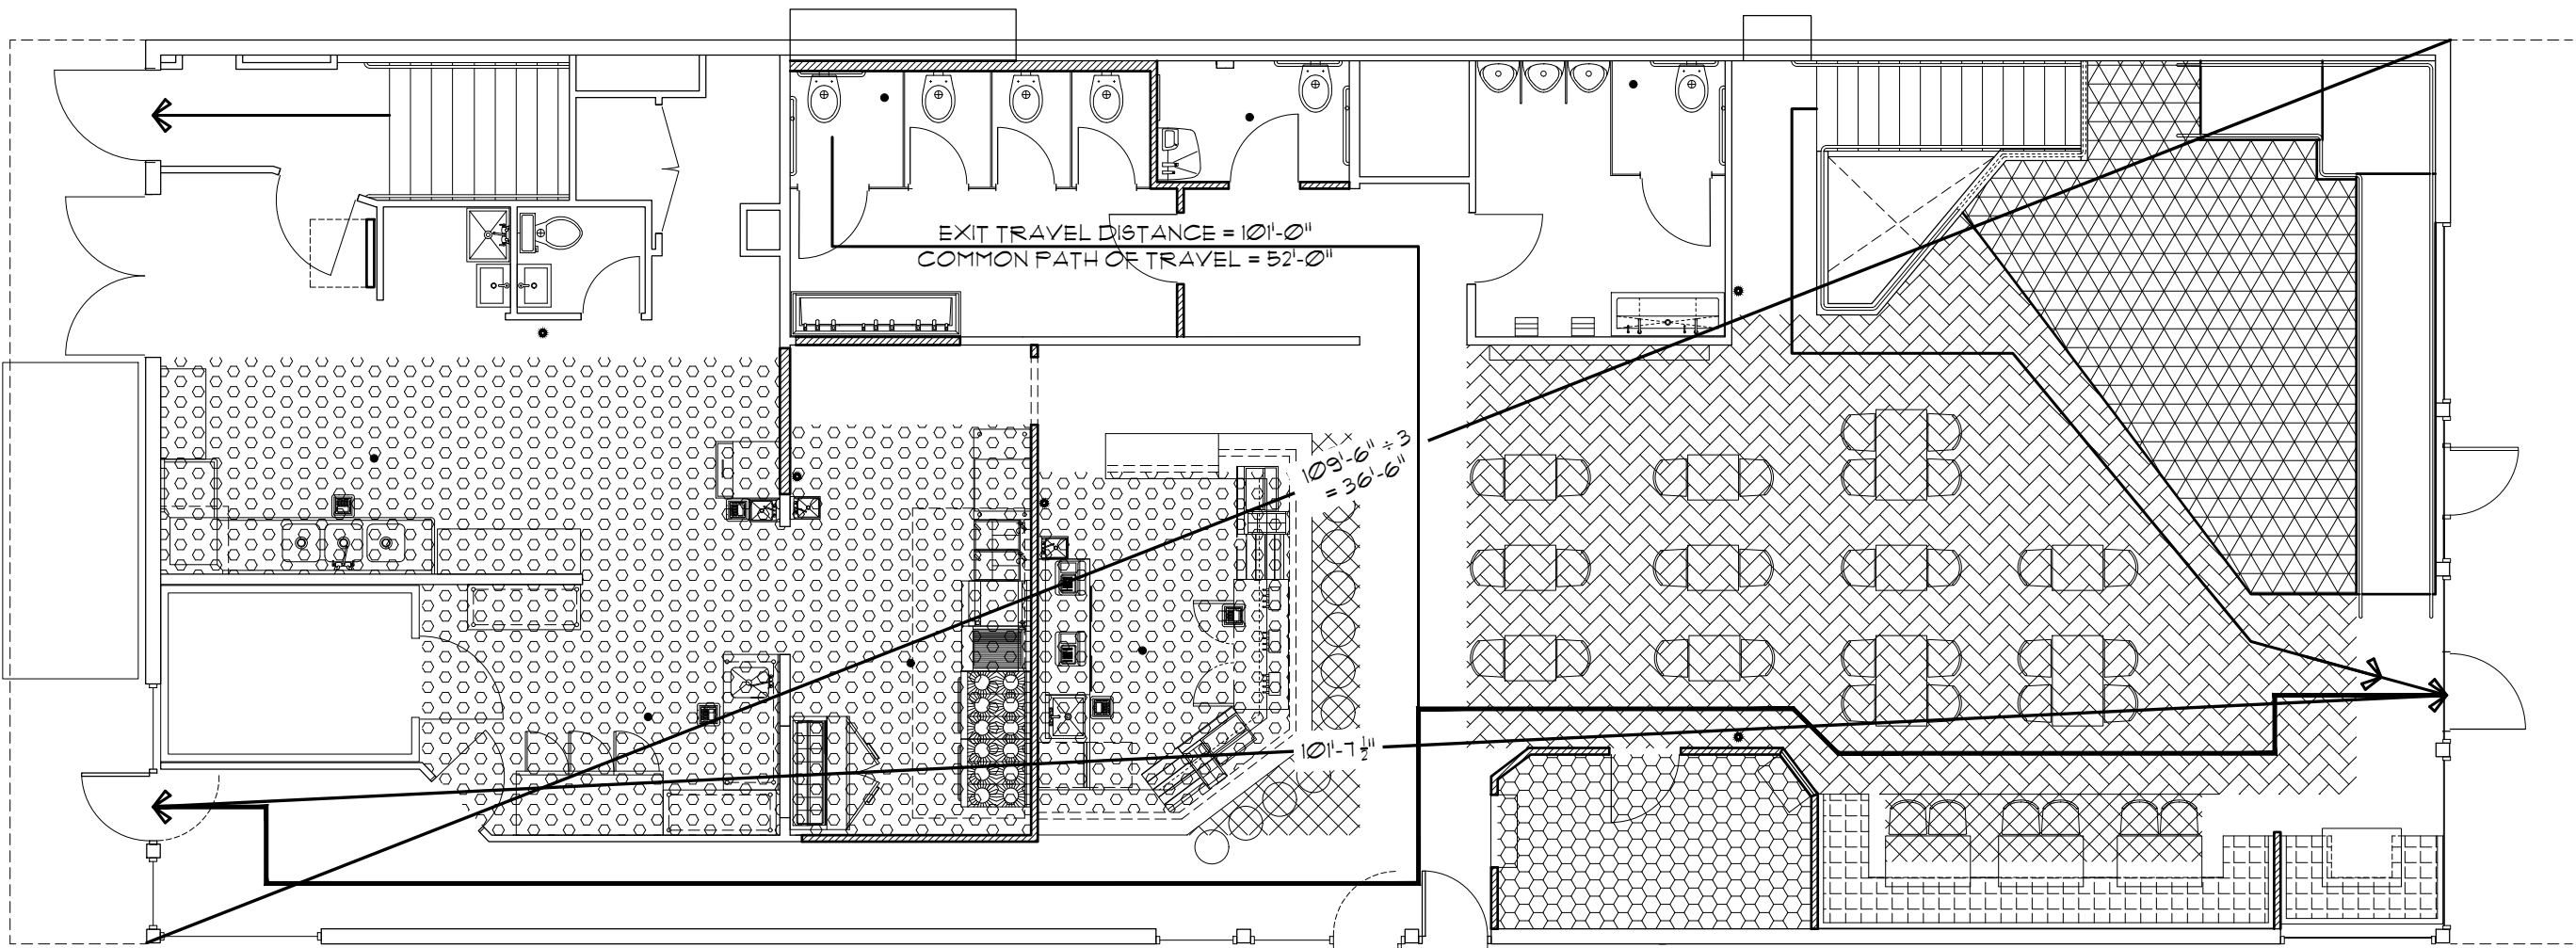 EXIT TRAVEL DISTANCE = 101'-0"
COMMON PATH OF TRAVEL = 52'-0"
109'-6" ÷ 3
= 36'-6"
101'-7 1/2"